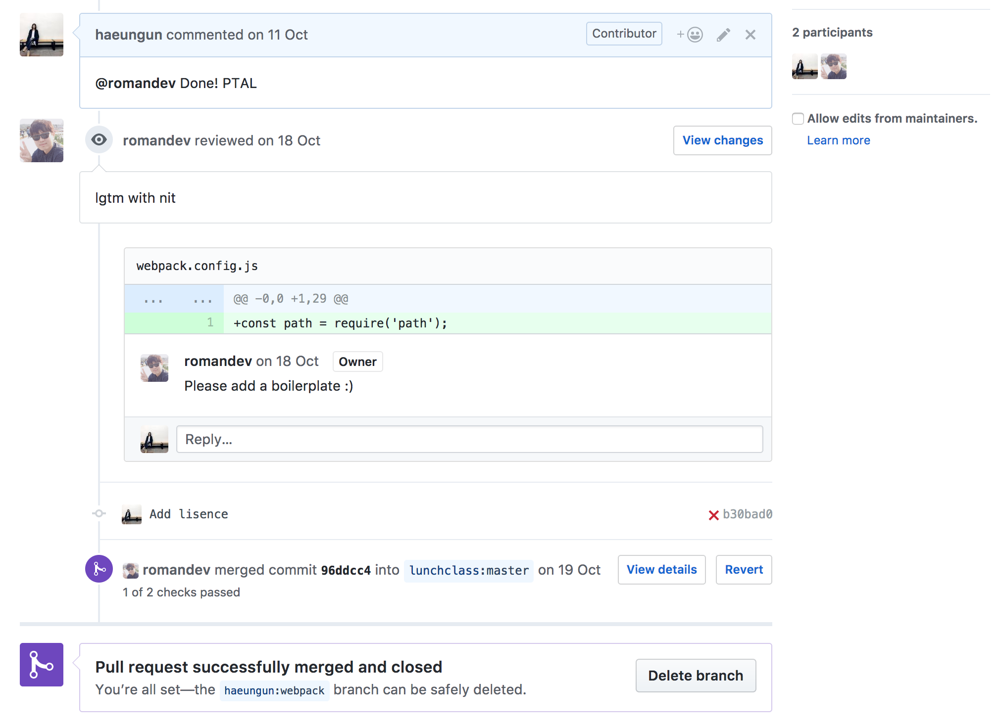 haeungun commented on 11 Oct Contributor
@romandev Done! PTAL
romandev reviewed on 18 Oct View changes
lgtm with nit
webpack.config.js
... ... @@ -0,0 +1,29 @@
1 +const path = require('path');
romandev on 18 Oct Owner
Please add a boilerplate :)
Reply...
Add lisence b30bad0
romandev merged commit 96ddcc4 into lunchclass:master on 19 Oct View details Revert
1 of 2 checks passed
Pull request successfully merged and closed
You’re all set—the haeungun:webpack branch can be safely deleted.
Delete branch
2 participants
Allow edits from maintainers.
Learn more